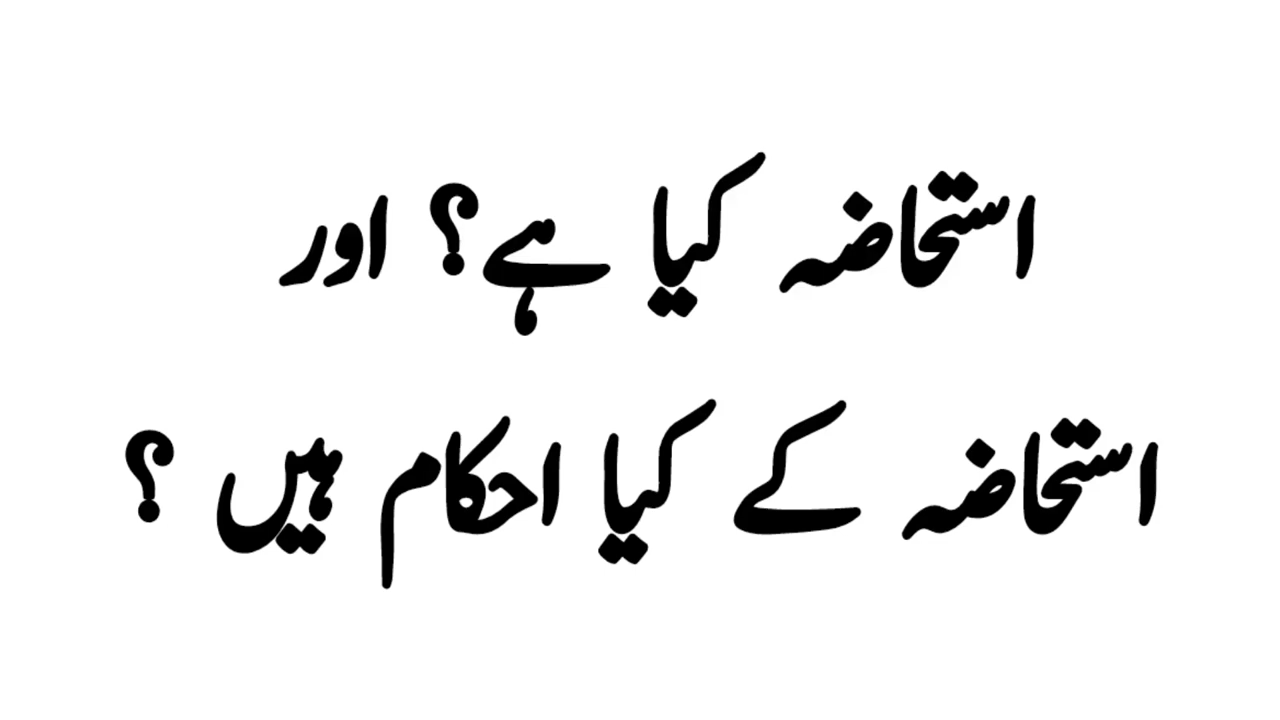 استحاضہ کیا ہے؟ اور
استحاضہ کے کیا احکام ہیں ؟